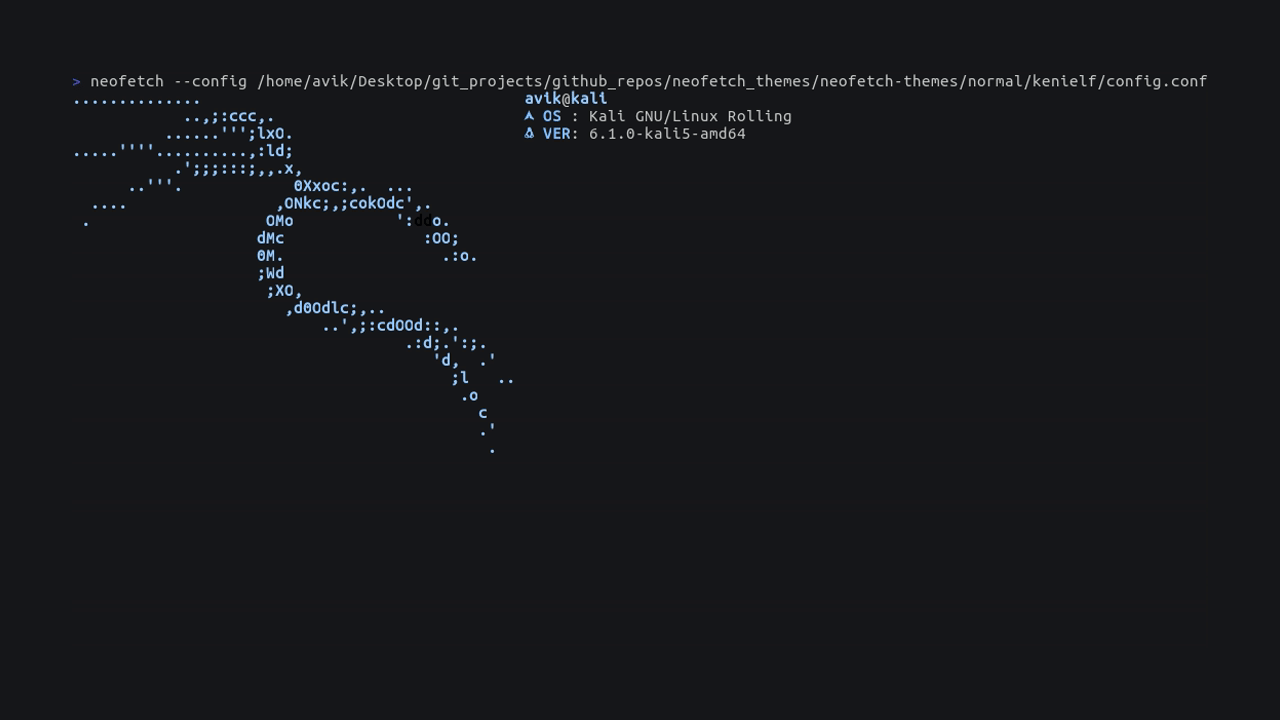 > neofetch --config /home/avik/Desktop/git_projects/github_repos/neofetch_themes/neofetch-themes/normal/kenielf/config.conf
..............                                   avik@kali
            ..,;:ccc,.                             OS : Kali GNU/Linux Rolling
          ......''';lxO.                           VER: 6.1.0-kali5-amd64
.....''''..........,:ld;
           .';;;:::;,,.x,
      ..'''.            0Xxoc:,.  ...
  ....                ,ONkc;,;cokOdc',.
 .                   OMo           ':ddo.
                    dMc               :OO;
                    0M.                 .:o.
                    ;Wd
                     ;XO,
                       ,d0Odlc;,..
                           ..',;:cdOOd::,.
                                    .:d;.':;.
                                       'd,  .'
                                         ;l   ..
                                          .o
                                            c
                                            .'
                                             .